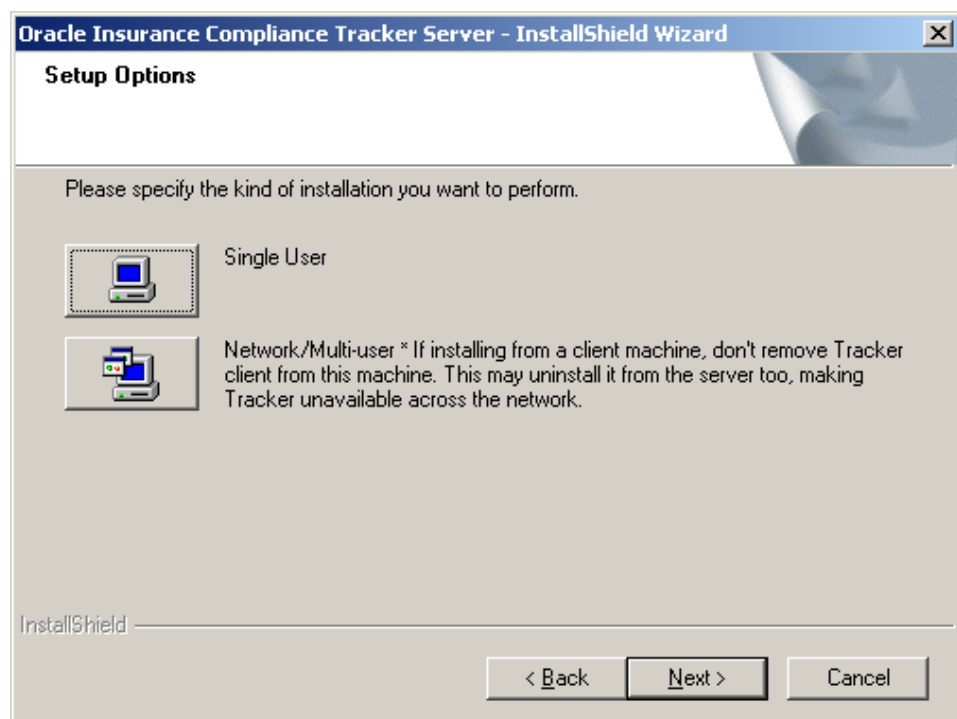 Oracle Insurance Compliance Tracker Server - InstallShield Wizard
Setup Options
Please specify the kind of installation you want to perform.
Single User
Network/Multi-user * If installing from a client machine, don't remove Tracker
client from this machine. This may uninstall it from the server too, making
Tracker unavailable across the network.
InstallShield
< Back
Next >
Cancel